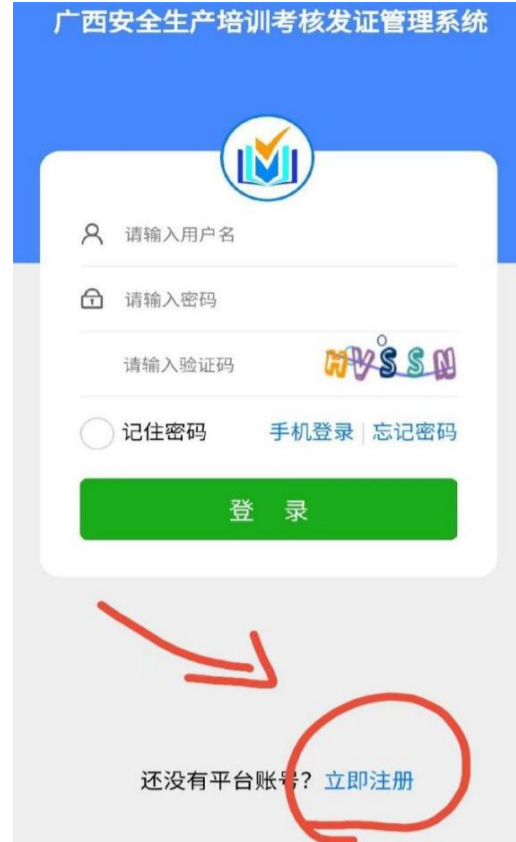 广西安全生产培训考核发证管理系统
请输入用户名
请输入密码
请输入验证码 HVSSN
记住密码 手机登录 忘记密码
登 录
还没有平台账号? 立即注册